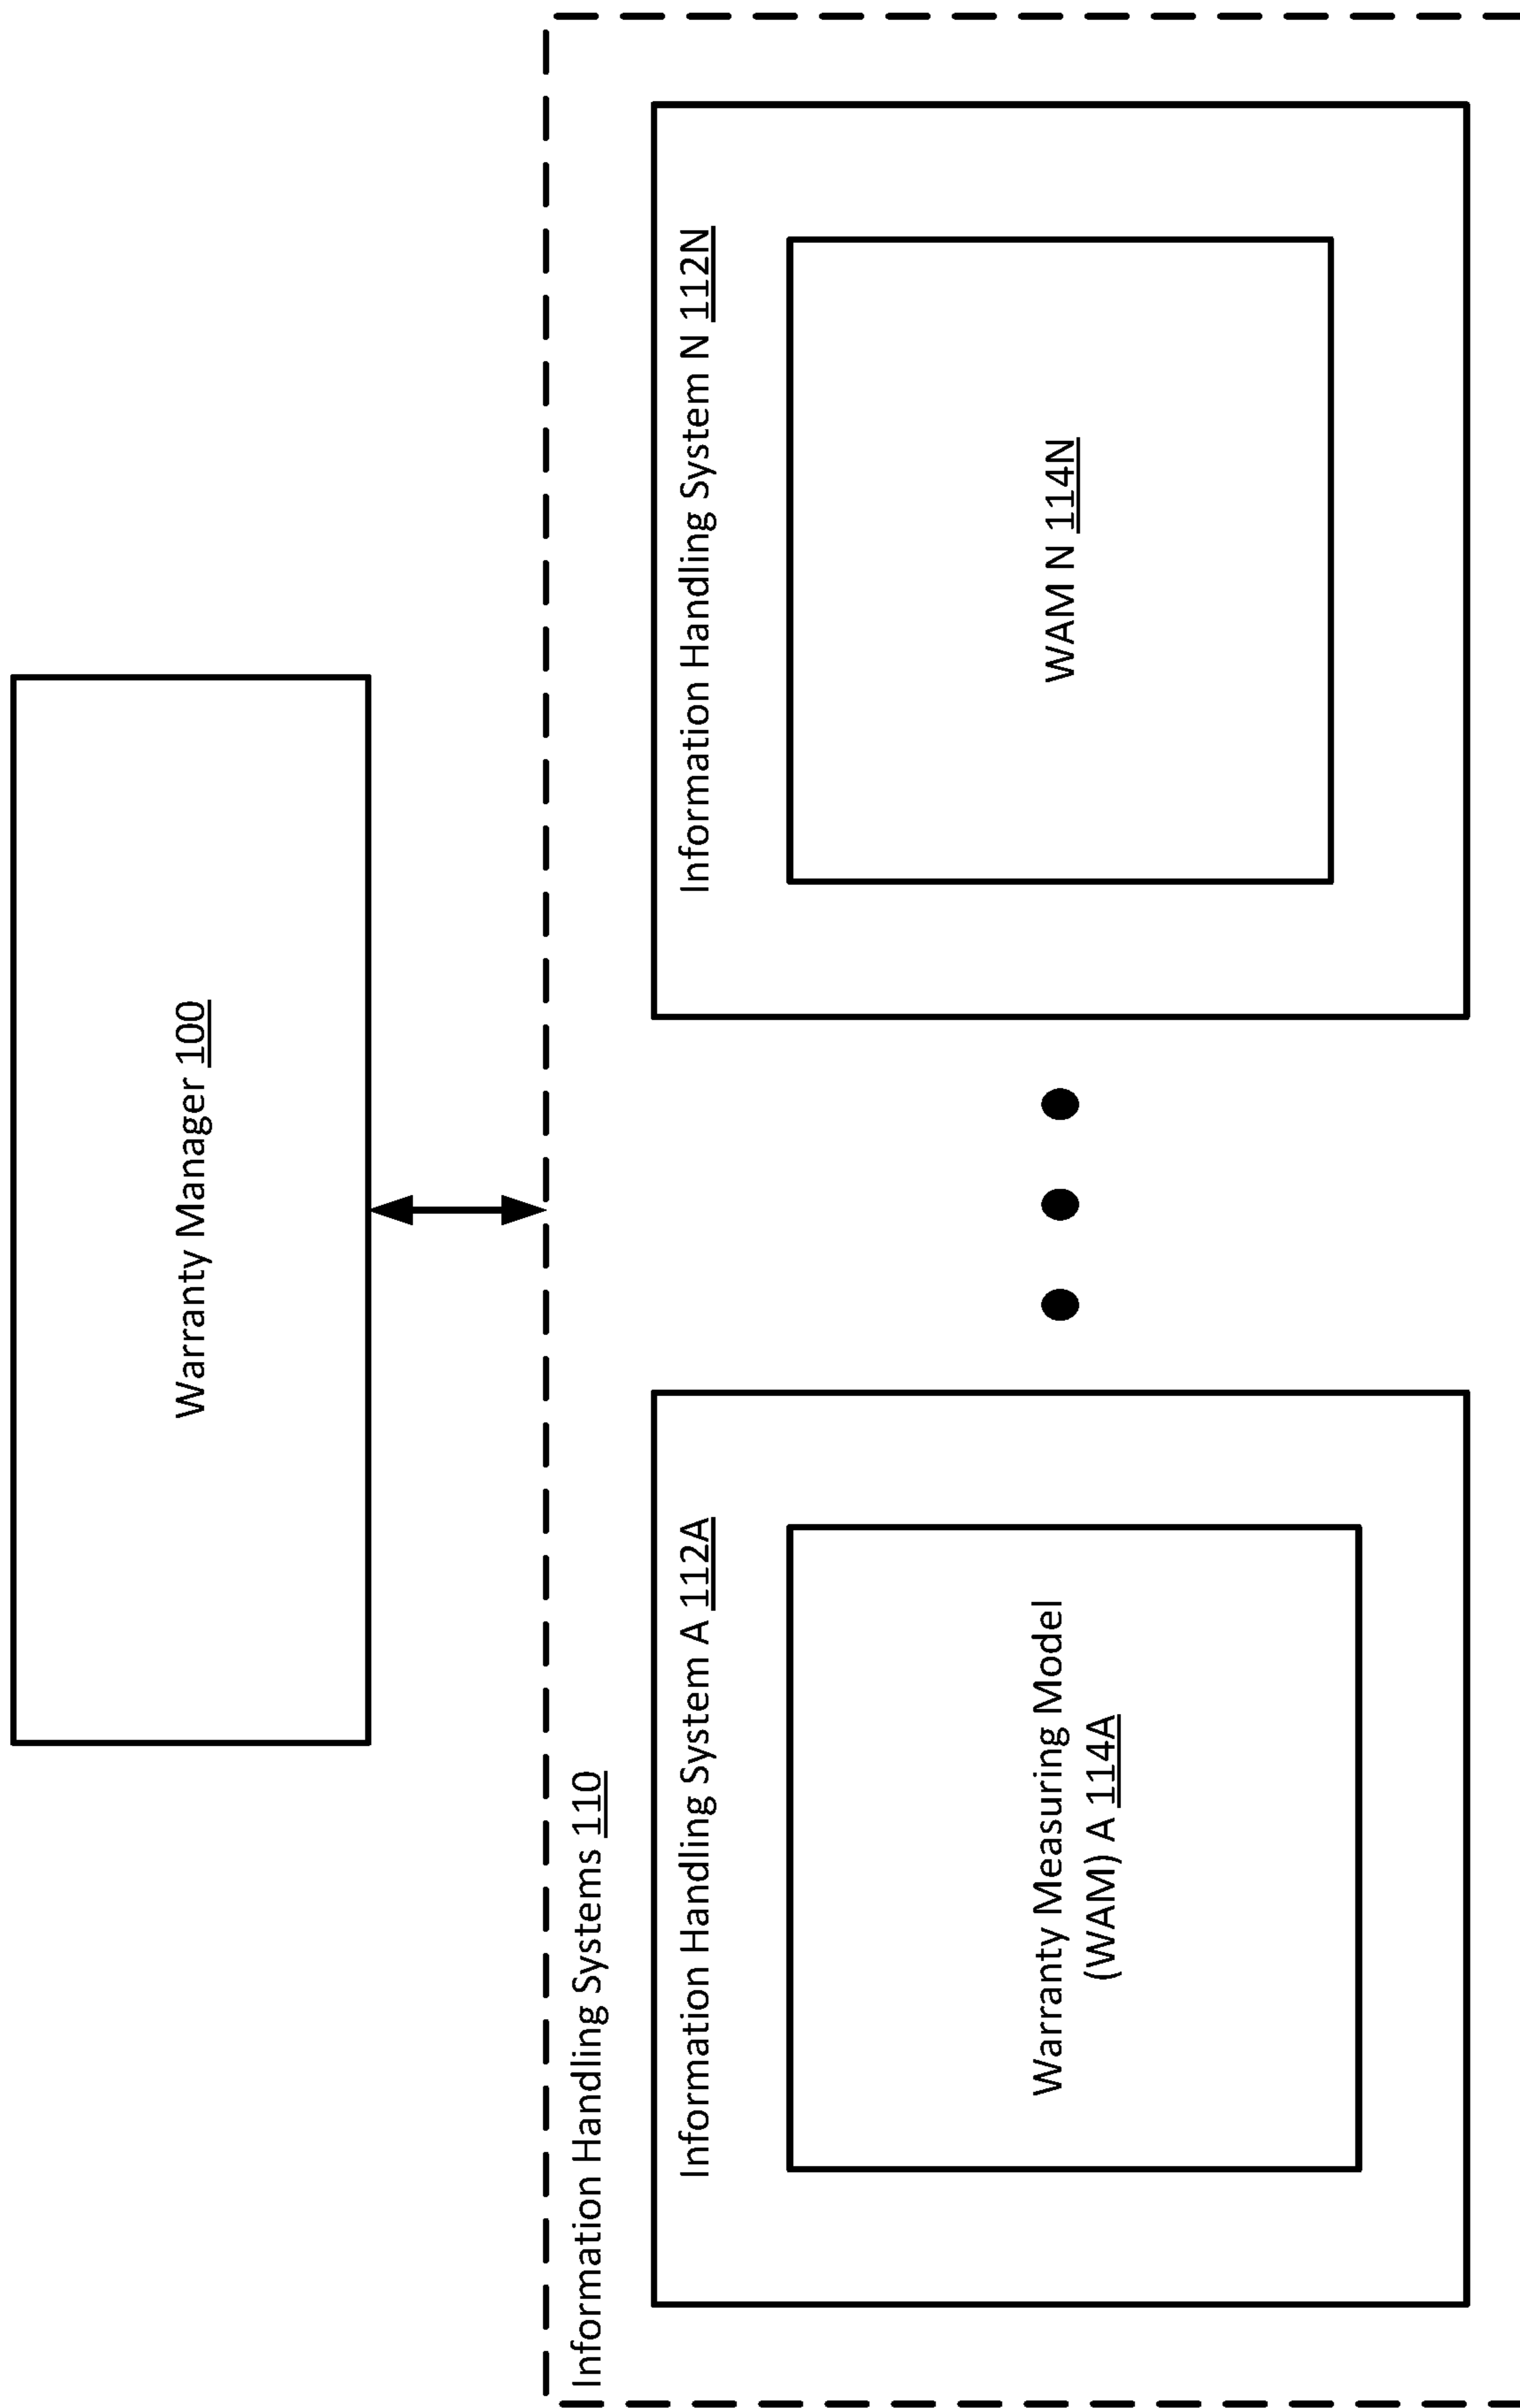 Warranty Manager 100
Information Handling Systems 110
Information Handling System A 112A
Warranty Measuring Model
(WAM) A 114A
Information Handling System N 112N
WAM N 114N